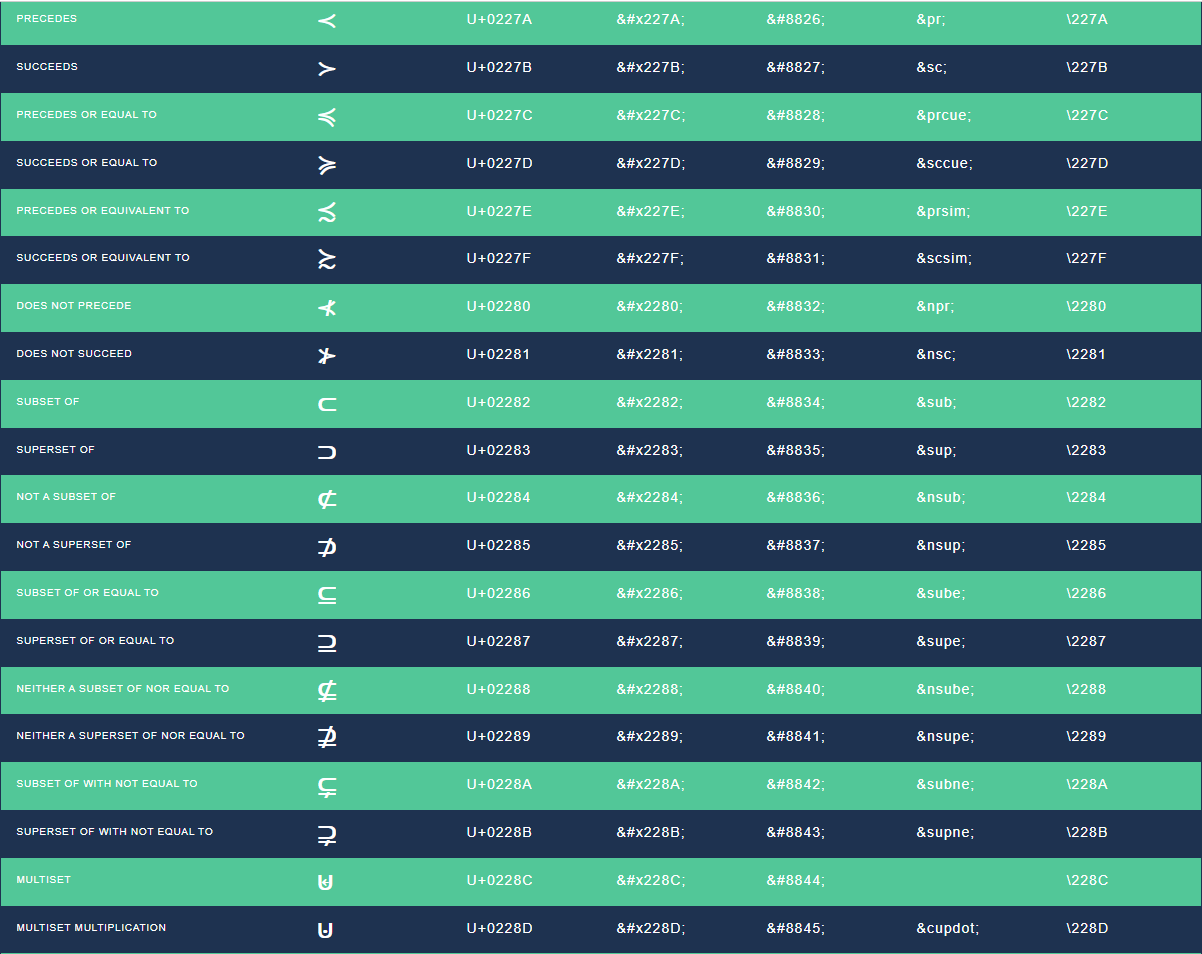 PRECEDES ≺ U+0227A &#x227A; &#8826; &pr; \227A
SUCCEEDS ≻ U+0227B &#x227B; &#8827; &sc; \227B
PRECEDES OR EQUAL TO ≼ U+0227C &#x227C; &#8828; &prcue; \227C
SUCCEEDS OR EQUAL TO ≽ U+0227D &#x227D; &#8829; &sccue; \227D
PRECEDES OR EQUIVALENT TO ≾ U+0227E &#x227E; &#8830; &prsim; \227E
SUCCEEDS OR EQUIVALENT TO ≿ U+0227F &#x227F; &#8831; &scsim; \227F
DOES NOT PRECEDE ⊀ U+02280 &#x2280; &#8832; &npr; \2280
DOES NOT SUCCEED ⊁ U+02281 &#x2281; &#8833; &nsc; \2281
SUBSET OF ⊂ U+02282 &#x2282; &#8834; &sub; \2282
SUPERSET OF ⊃ U+02283 &#x2283; &#8835; &sup; \2283
NOT A SUBSET OF ⊄ U+02284 &#x2284; &#8836; &nsub; \2284
NOT A SUPERSET OF ⊅ U+02285 &#x2285; &#8837; &nsup; \2285
SUBSET OF OR EQUAL TO ⊆ U+02286 &#x2286; &#8838; &sube; \2286
SUPERSET OF OR EQUAL TO ⊇ U+02287 &#x2287; &#8839; &supe; \2287
NEITHER A SUBSET OF NOR EQUAL TO ⊈ U+02288 &#x2288; &#8840; &nsube; \2288
NEITHER A SUPERSET OF NOR EQUAL TO ⊉ U+02289 &#x2289; &#8841; &nsupe; \2289
SUBSET OF WITH NOT EQUAL TO ⊊ U+0228A &#x228A; &#8842; &subne; \228A
SUPERSET OF WITH NOT EQUAL TO ⊋ U+0228B &#x228B; &#8843; &supne; \228B
MULTISET ⊌ U+0228C &#x228C; &#8844; \228C
MULTISET MULTIPLICATION ⊍ U+0228D &#x228D; &#8845; &cupdot; \228D